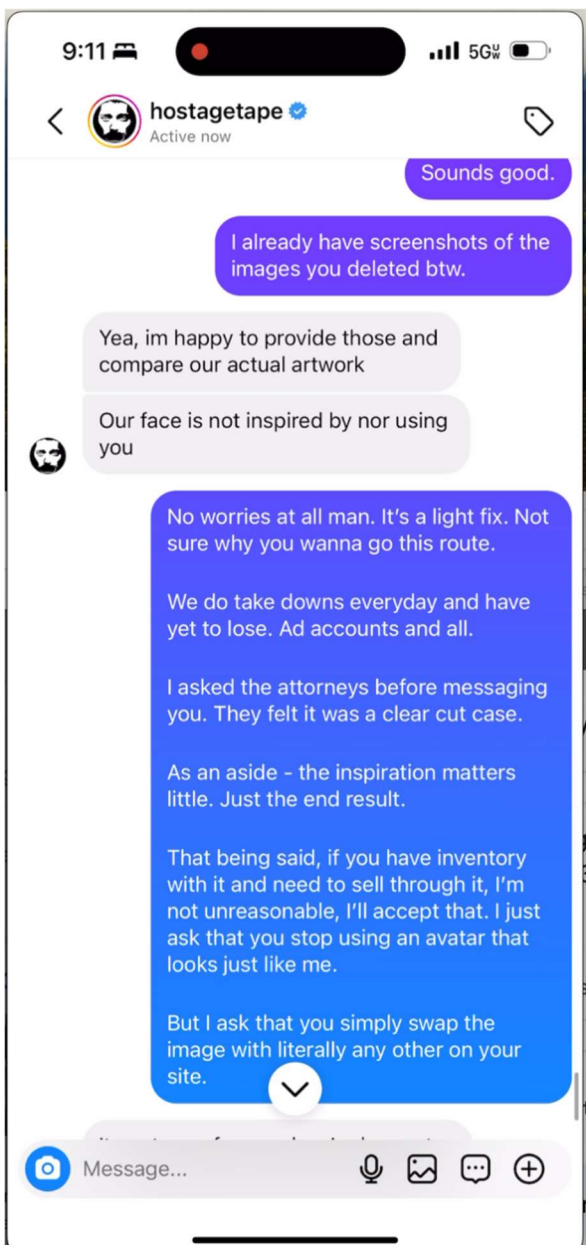 9:11
5G UW
hostagetape
Active now
Sounds good.
I already have screenshots of the
images you deleted btw.
Yea, im happy to provide those and
compare our actual artwork
Our face is not inspired by nor using
you
No worries at all man. It's a light fix. Not
sure why you wanna go this route.
We do take downs everyday and have
yet to lose. Ad accounts and all.
I asked the attorneys before messaging
you. They felt it was a clear cut case.
As an aside - the inspiration matters
little. Just the end result.
That being said, if you have inventory
with it and need to sell through it, I'm
not unreasonable, I'll accept that. I just
ask that you stop using an avatar that
looks just like me.
But I ask that you simply swap the
image with literally any other on your
site.
Message...